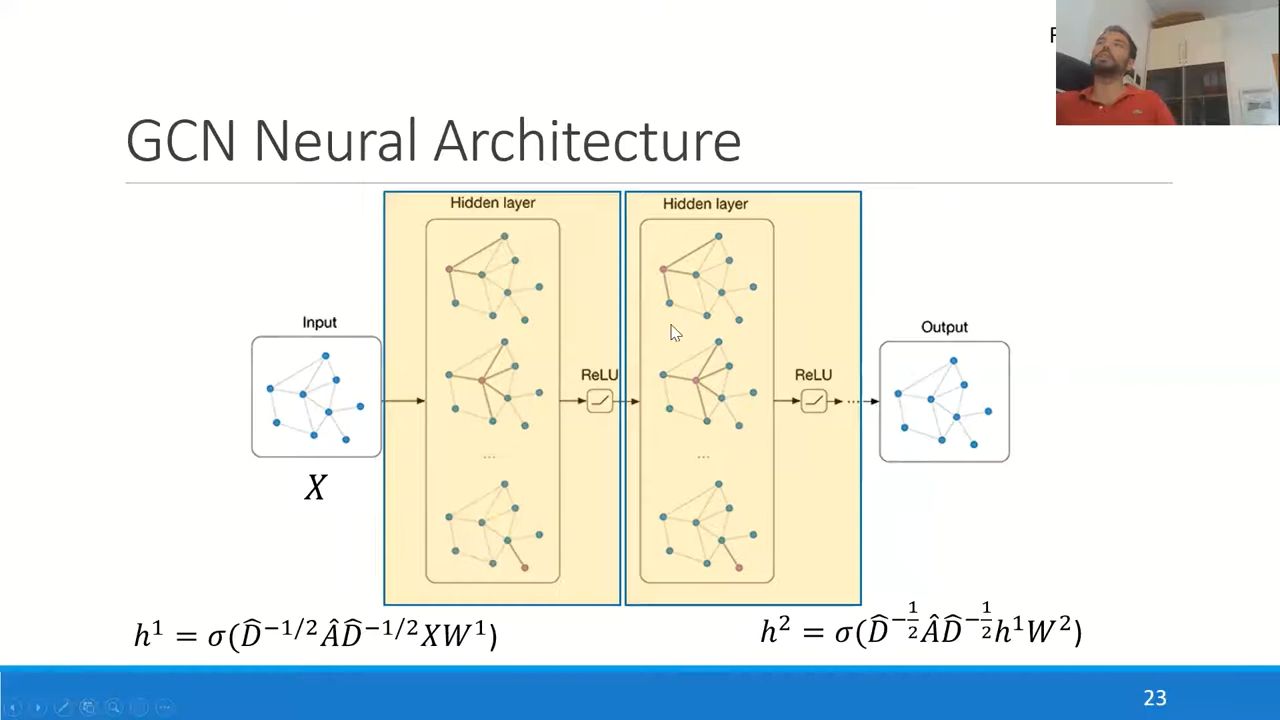 GCN Neural Architecture
Hidden layer
Hidden layer
Input
Output
ReLU
ReLU
...
...
...
X
h¹ = σ(D̂^{-1/2}ÂD̂^{-1/2}XW¹)
h² = σ(D̂^{-1/2}ÂD̂^{-1/2}h¹W²)
23